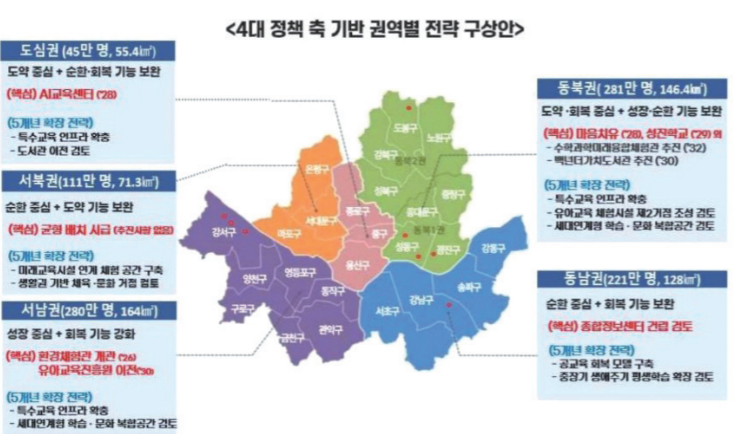 <4대 정책 축 기반 권역별 전략 구상안>
도심권 (45만 명, 55.4㎢)
도약 중심 + 순환·회복 기능 보완
(핵심) AI교육센터 ('28)
(5개년 확장 전략)
- 특수교육 인프라 확충
- 도서관 이전 검토
서북권(111만 명, 71.3㎢)
순환 중심 + 도약 기능 보완
(핵심) 균형 배치 시급 (추진사항 없음)
(5개년 확장 전략)
- 미래교육시설 연계 체험 공간 구축
- 생활권 기반 체육·문화 거점 검토
서남권(280만 명, 164㎢)
성장 중심 + 회복 기능 강화
(핵심) 환경체험관 개관 ('26)
유아교육진흥원 이전('30)
(5개년 확장 전략)
- 특수교육 인프라 확충
- 세대연계형 학습·문화 복합공간 검토
도봉구
노원구
강북구
동북2권
성북구
중랑구
동대문구
동북1권
성동구
광진구
은평구
서대문구
마포구
종로구
중구
용산구
강서구
양천구
영등포구
구로구
동작구
금천구
관악구
서초구
강남구
송파구
강동구
동북권( 281만 명, 146.4㎢)
도약·회복 중심 + 성장·순환 기능 보완
(핵심) 마음치유 ('28), 성진학교 ('29) 외
- 수학과학미래융합체험관 추진 ('32)
- 백년더가치도서관 추진 ('30)
(5개년 확장 전략)
- 특수교육 인프라 확충
- 유아교육 체험시설 제2거점 조성 검토
- 세대연계형 학습·문화 복합공간 검토
동남권(221만 명, 128㎢)
순환 중심 + 회복 기능 보완
(핵심) 종합정보센터 건립 검토
(5개년 확장 전략)
- 공교육 회복 모델 구축
- 중장기 생애주기 평생학습 확장 검토